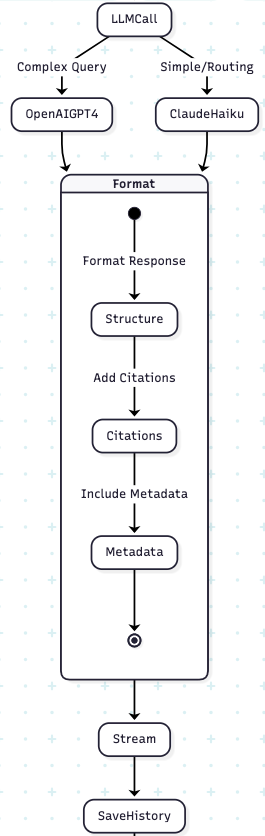 LLMCall
Complex Query
Simple/Routing
OpenAIGPT4
ClaudeHaiku
Format
Format Response
Structure
Add Citations
Citations
Include Metadata
Metadata
Stream
SaveHistory